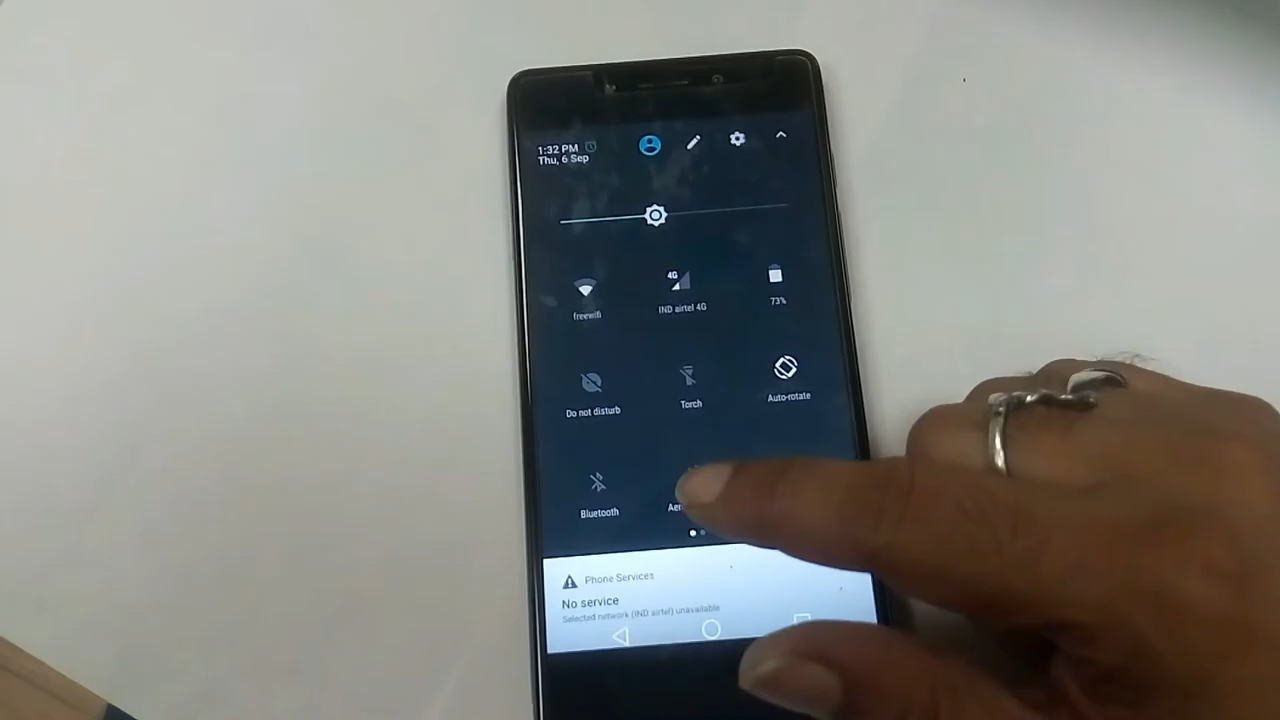 1:32 PM
Thu, 6 Sep
4G
freewifi
IND airtel 4G
73%
Do not disturb
Torch
Auto-rotate
Bluetooth
Phone Services
No service
Selected network (IND airtel) unavailable